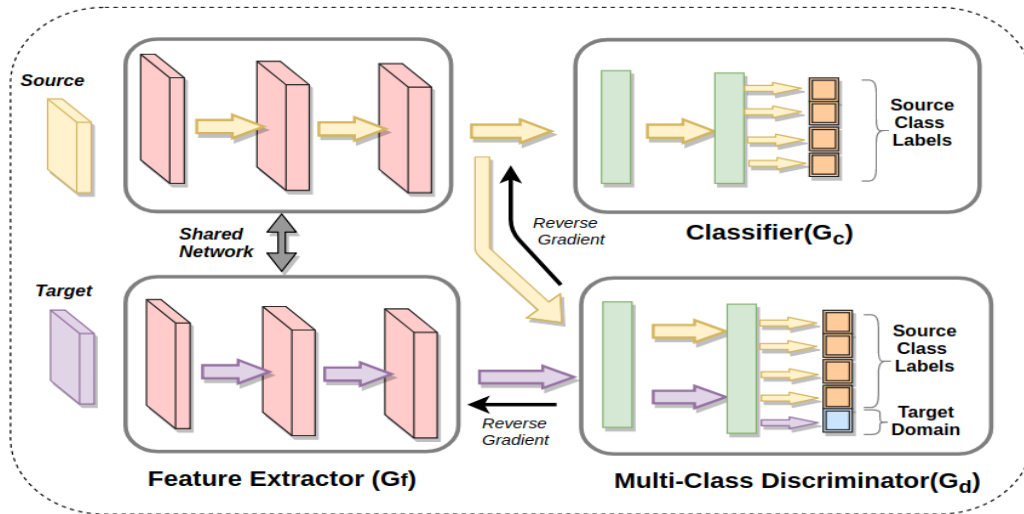 Source
Source
Class
Labels
Shared
Network
Reverse
Gradient
Classifier(Gc)
Target
Source
Class
Labels
Target
Domain
Reverse
Gradient
Feature Extractor (Gf)
Multi-Class Discriminator(Gd)